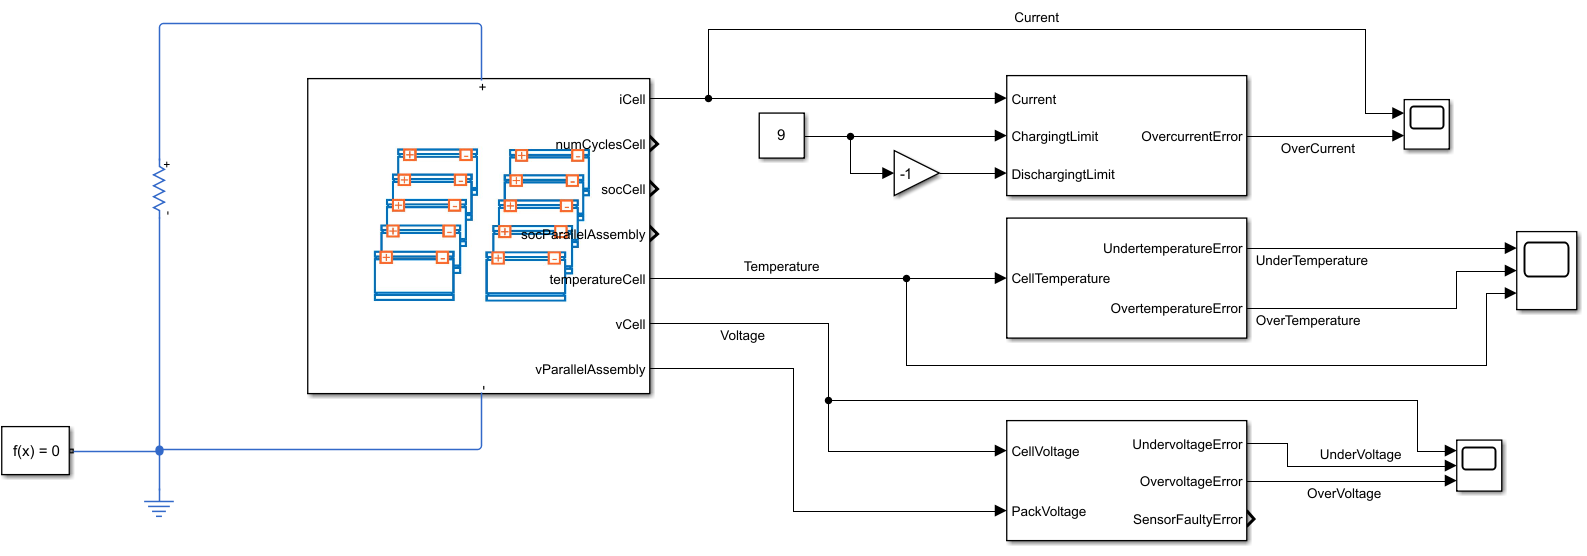 Current
+
iCell
Current
numCyclesCell
9
ChargingtLimit
OvercurrentError
OverCurrent
+
-
+
-
+
-
+
-
+
-
+
-
+
-
+
-
+
-
+
-
+
-
socCell
-1
DischargingtLimit
socParallelAssembly
UndertemperatureError
UnderTemperature
Temperature
temperatureCell
CellTemperature
OvertemperatureError
OverTemperature
vCell
Voltage
vParallelAssembly
-
f(x) = 0
CellVoltage
UndervoltageError
UnderVoltage
OvervoltageError
OverVoltage
PackVoltage
SensorFaultyError